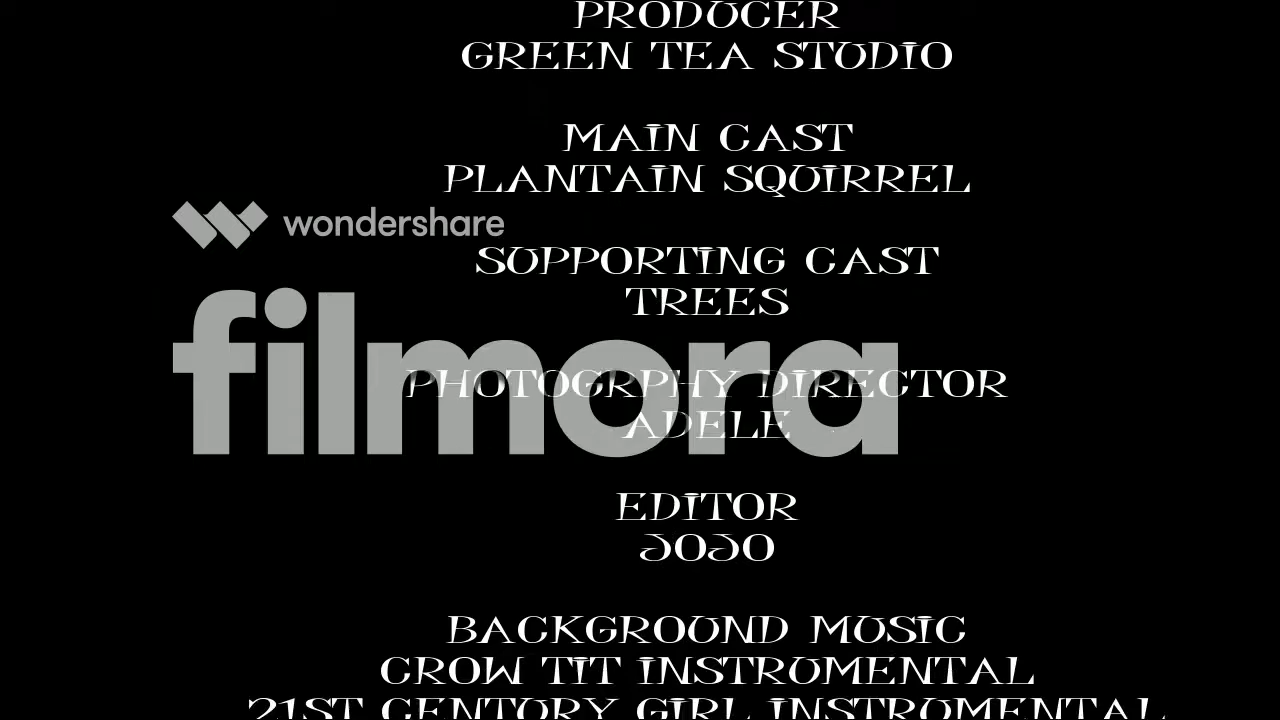 PRODUCER
GREEN TEA STUDIO
MAIN CAST
PLANTAIN SQUIRREL
wondershare
SUPPORTING CAST
TREES
filmora
PHOTOGRPHY DIRECTOR
ADELE
EDITOR
JOJO
BACKGROUND MUSIC
CROW TIT INSTRUMENTAL
21ST CENTURY GIRL INSTRUMENTAL